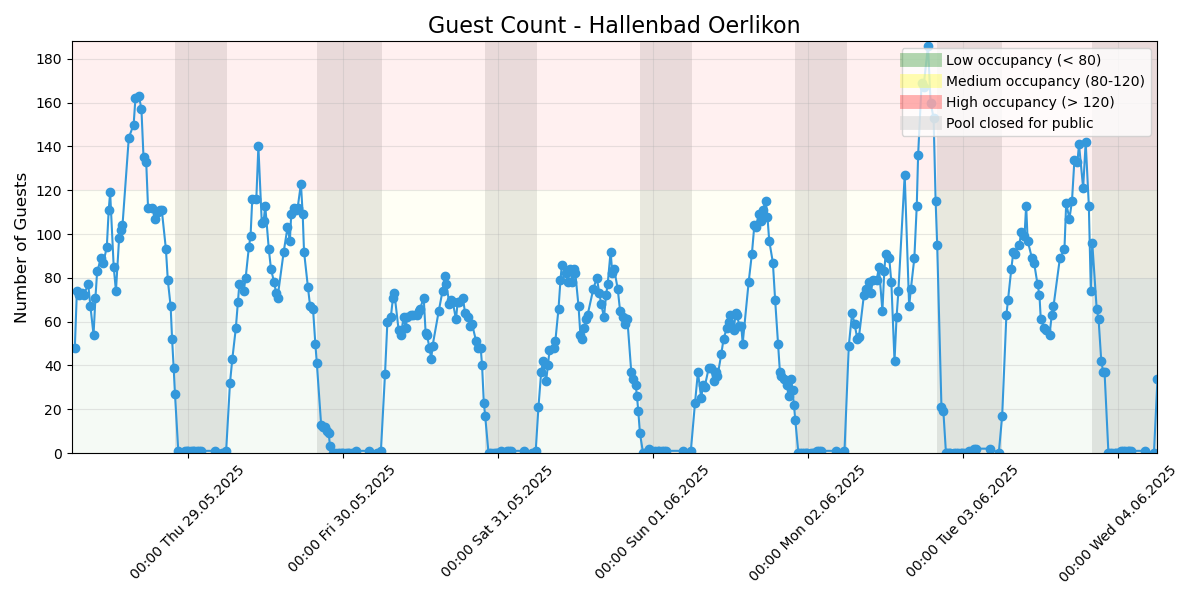 Guest Count - Hallenbad Oerlikon
Number of Guests
180
160
140
120
100
80
60
40
20
0
Low occupancy (< 80)
Medium occupancy (80-120)
High occupancy (> 120)
Pool closed for public
00:00 Thu 29.05.2025
00:00 Fri 30.05.2025
00:00 Sat 31.05.2025
00:00 Sun 01.06.2025
00:00 Mon 02.06.2025
00:00 Tue 03.06.2025
00:00 Wed 04.06.2025